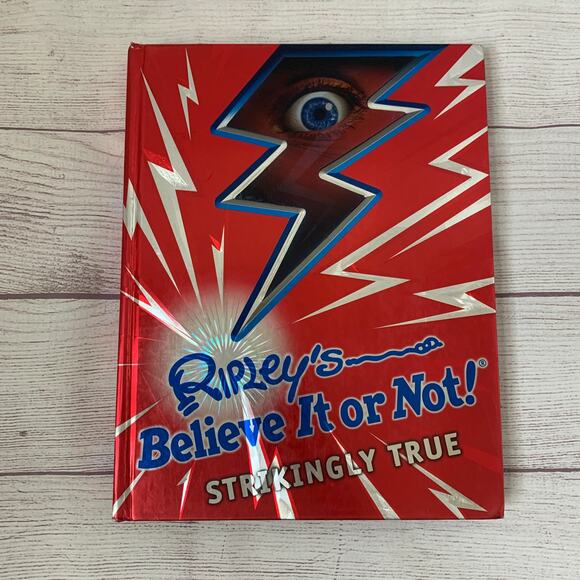 RIPLEY's
Believe It or Not!®
STRIKINGLY TRUE